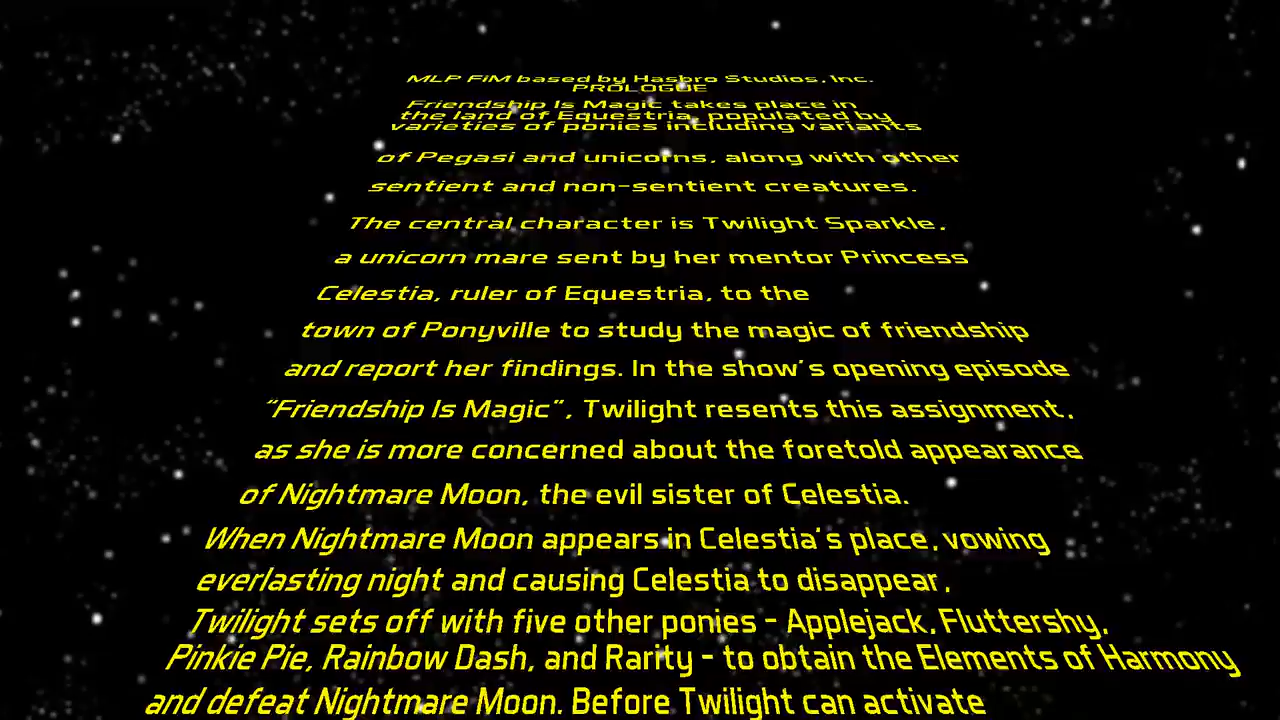 MLP FiM based by Hasbro Studios, Inc.
PROLOGUE
Friendship Is Magic takes place in
the land of Equestria, populated by
varieties of ponies including variants
of Pegasi and unicorns, along with other
sentient and non-sentient creatures.
The central character is Twilight Sparkle,
a unicorn mare sent by her mentor Princess
Celestia, ruler of Equestria, to the
town of Ponyville to study the magic of friendship
and report her findings. In the show's opening episode
"Friendship Is Magic", Twilight resents this assignment,
as she is more concerned about the foretold appearance
of Nightmare Moon, the evil sister of Celestia.
When Nightmare Moon appears in Celestia's place, vowing
everlasting night and causing Celestia to disappear,
Twilight sets off with five other ponies - Applejack, Fluttershy,
Pinkie Pie, Rainbow Dash, and Rarity - to obtain the Elements of Harmony
and defeat Nightmare Moon. Before Twilight can activate